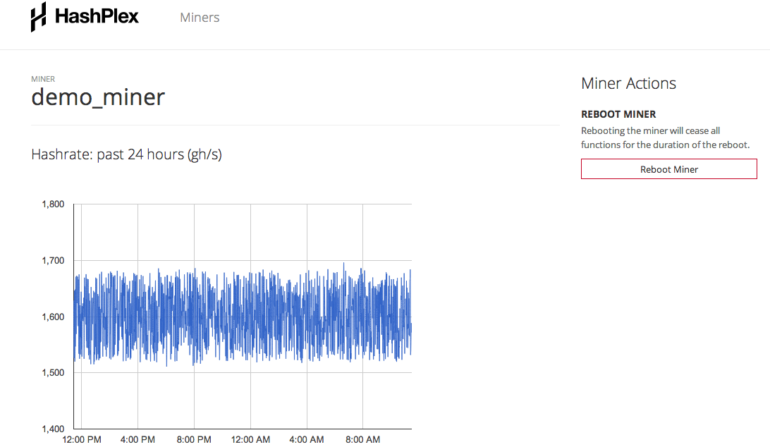 HashPlex
Miners
MINER
demo_miner
Hashrate: past 24 hours (gh/s)
1,800
1,700
1,600
1,500
1,400
12:00 PM
4:00 PM
8:00 PM
12:00 AM
4:00 AM
8:00 AM
Miner Actions
REBOOT MINER
Rebooting the miner will cease all
functions for the duration of the reboot.
Reboot Miner